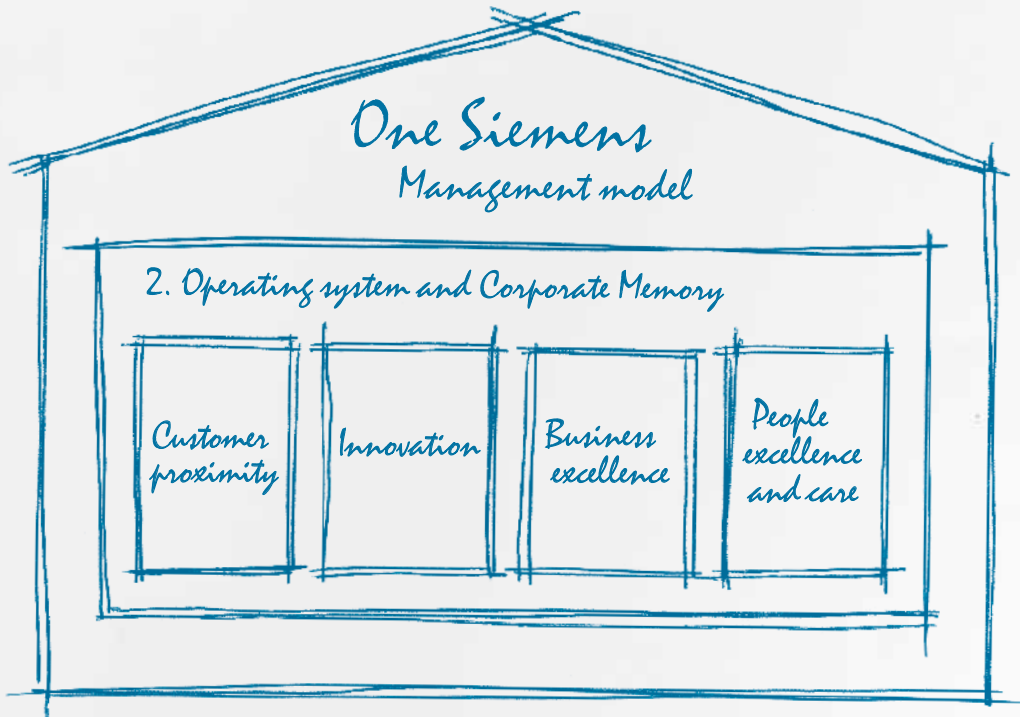 One Siemens
Management model
2. Operating system and Corporate Memory
Customer
proximity
Innovation
Business
excellence
People
excellence
and care